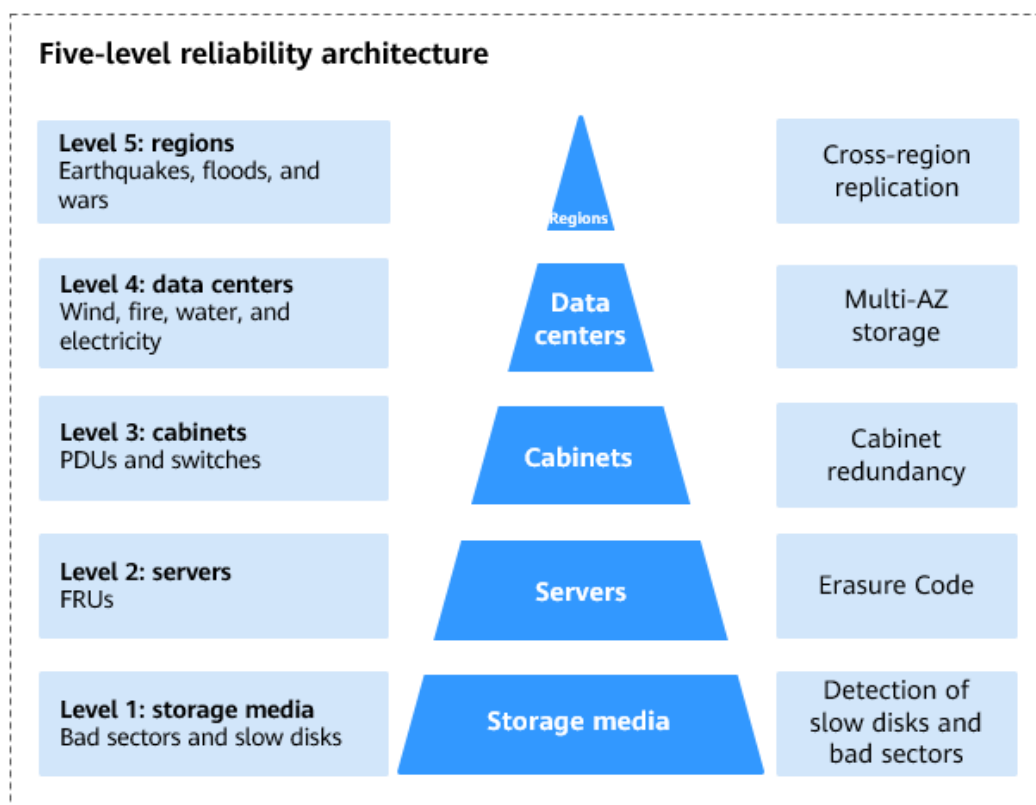 Five-level reliability architecture
Level 5: regions
Earthquakes, floods, and
wars
Regions
Cross-region
replication
Level 4: data centers
Wind, fire, water, and
electricity
Data
centers
Multi-AZ
storage
Level 3: cabinets
PDUs and switches
Cabinets
Cabinet
redundancy
Level 2: servers
FRUs
Servers
Erasure Code
Level 1: storage media
Bad sectors and slow disks
Storage media
Detection of
slow disks and
bad sectors